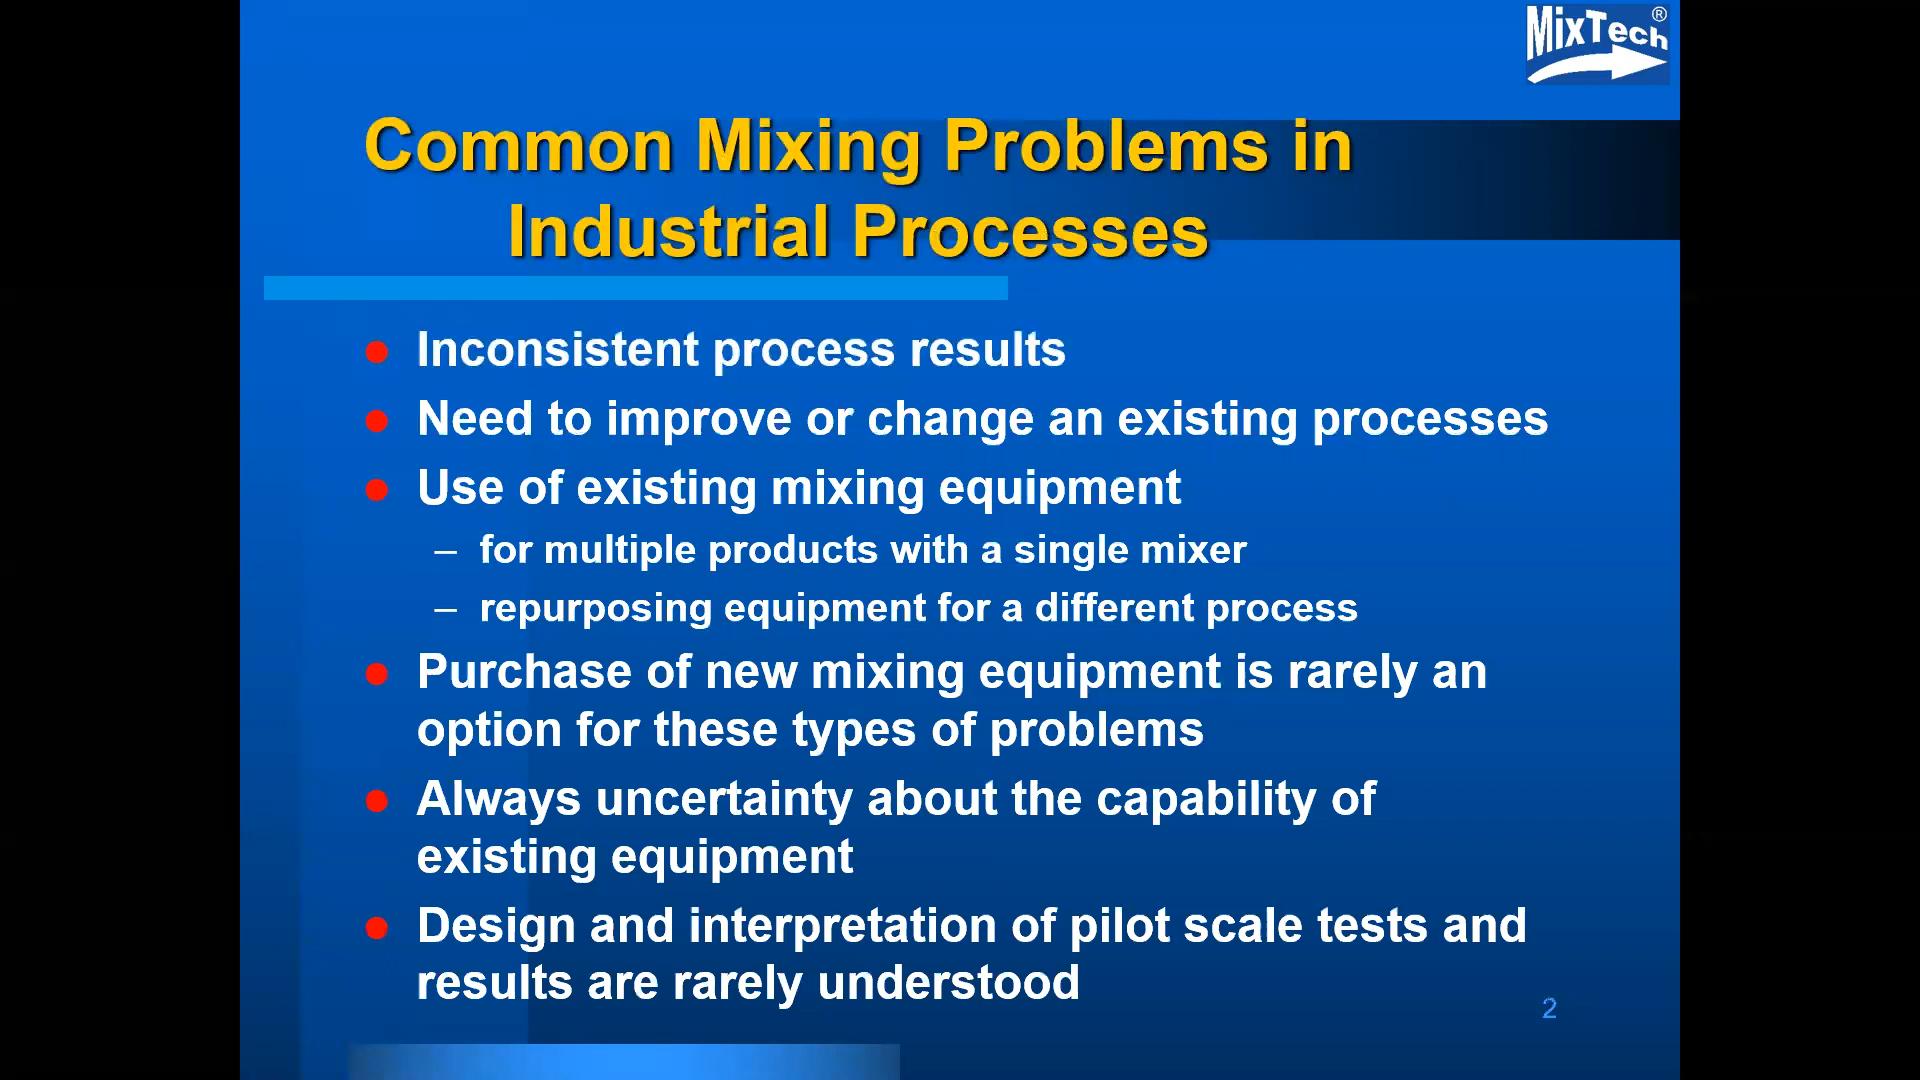 MixTech®
Common Mixing Problems in
Industrial Processes
● Inconsistent process results
● Need to improve or change an existing processes
● Use of existing mixing equipment
– for multiple products with a single mixer
– repurposing equipment for a different process
● Purchase of new mixing equipment is rarely an
option for these types of problems
● Always uncertainty about the capability of
existing equipment
● Design and interpretation of pilot scale tests and
results are rarely understood
2